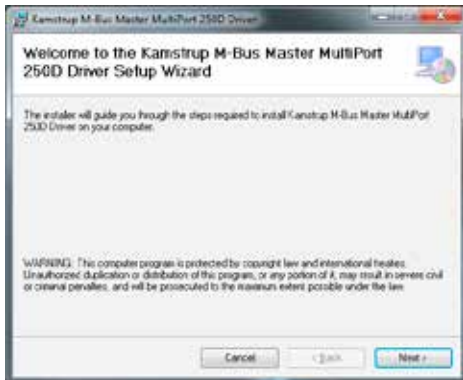 Kamstrup M-Bus Master MultiPort 250D Driver
Welcome to the Kamstrup M-Bus Master MultiPort
250D Driver Setup Wizard
The installer will guide you through the steps required to install Kamstrup M-Bus Master MultiPort
250D Driver on your computer.
WARNING: This computer program is protected by copyright law and international treaties.
Unauthorized duplication or distribution of this program, or any portion of it, may result in severe civil
or criminal penalties, and will be prosecuted to the maximum extent possible under the law.
Cancel
< Back
Next >